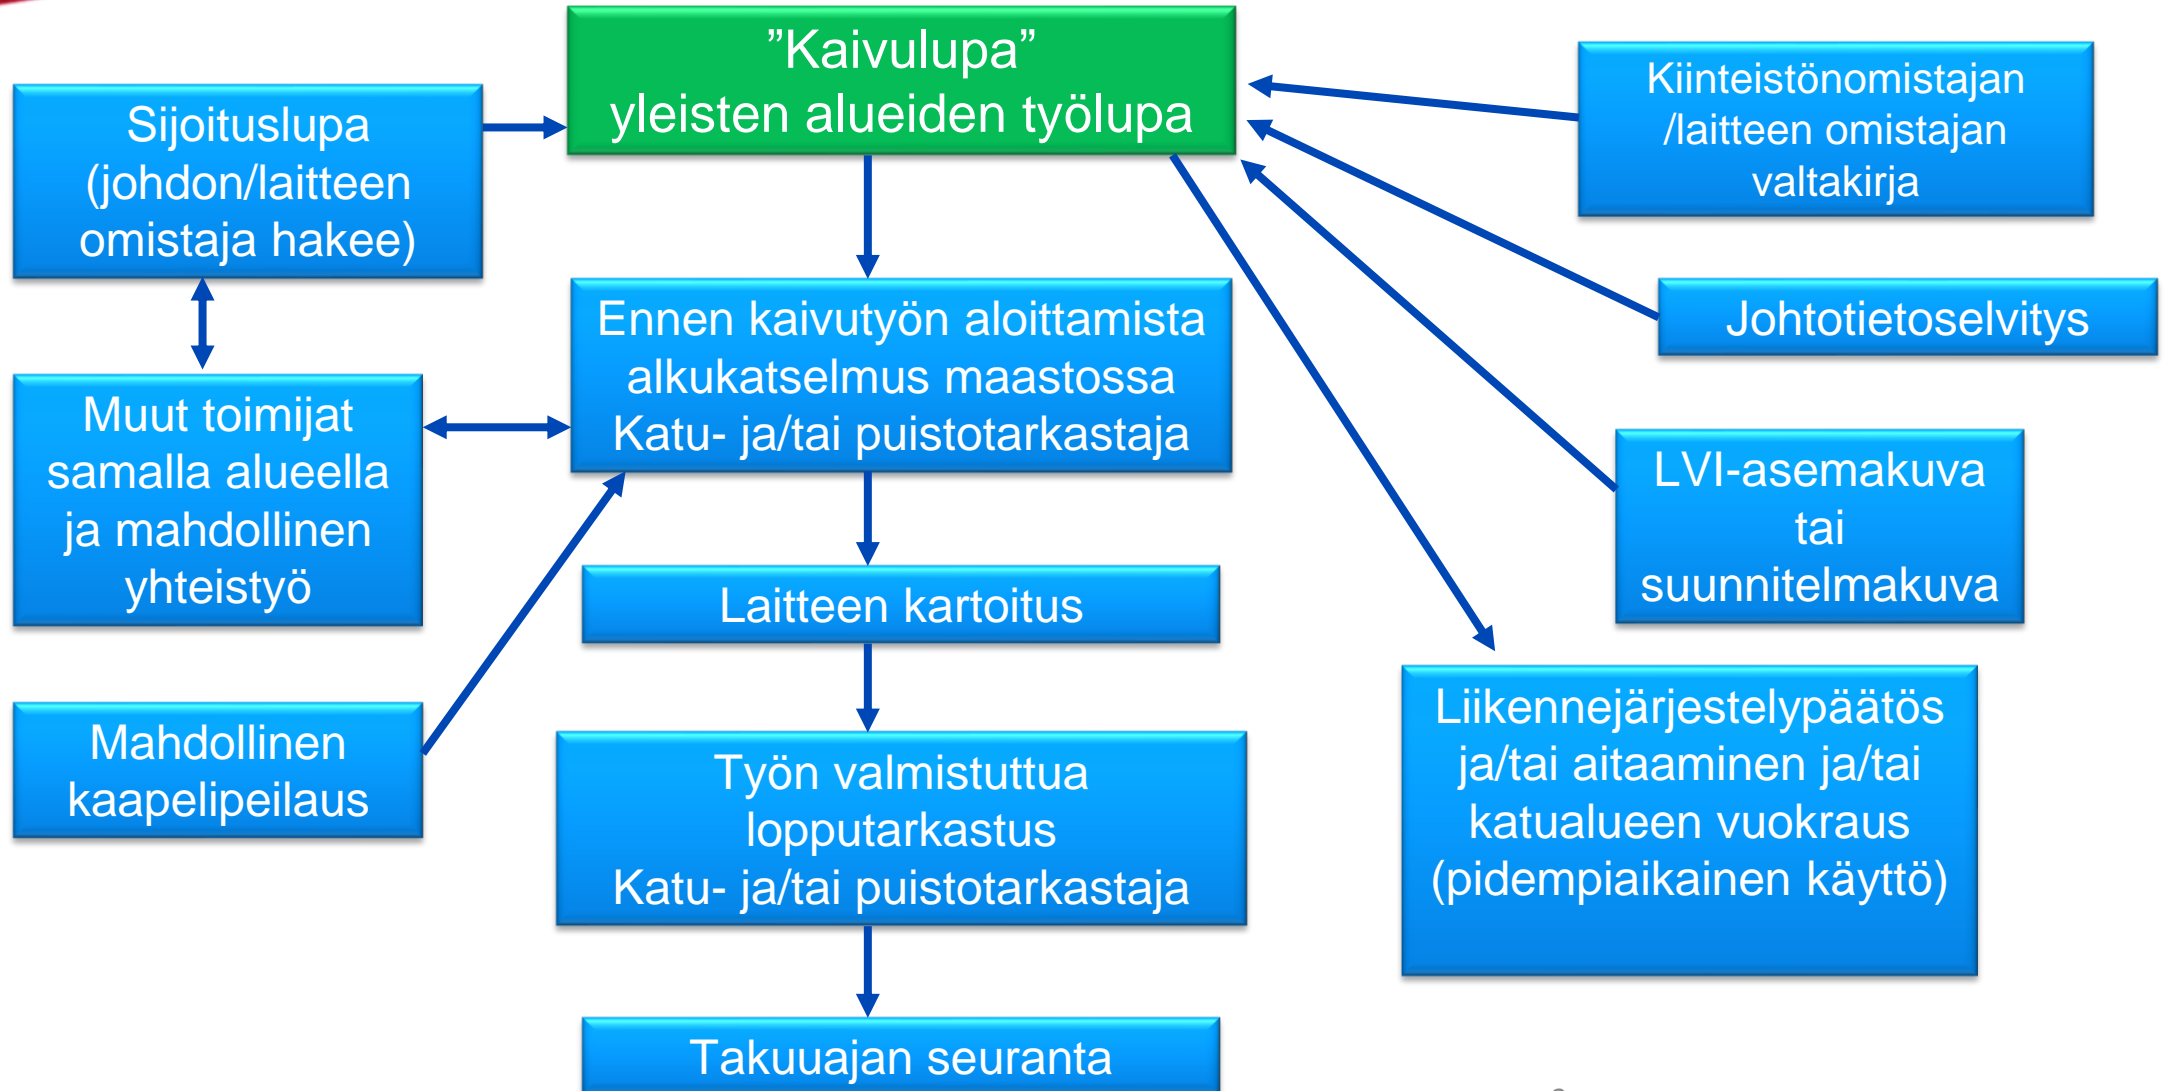 ”Kaivulupa”
yleisten alueiden työlupa
Sijoituslupa
(johdon/laitteen
omistaja hakee)
Kiinteistönomistajan
/laitteen omistajan
valtakirja
Ennen kaivutyön aloittamista
alkukatselmus maastossa
Katu- ja/tai puistotarkastaja
Johtotietoselvitys
Muut toimijat
samalla alueella
ja mahdollinen
yhteistyö
LVI-asemakuva
tai
suunnitelmakuva
Laitteen kartoitus
Mahdollinen
kaapelipeilaus
Työn valmistuttua
lopputarkastus
Katu- ja/tai puistotarkastaja
Liikennejärjestelypäätös
ja/tai aitaaminen ja/tai
katualueen vuokraus
(pidempiaikainen käyttö)
Takuuajan seuranta